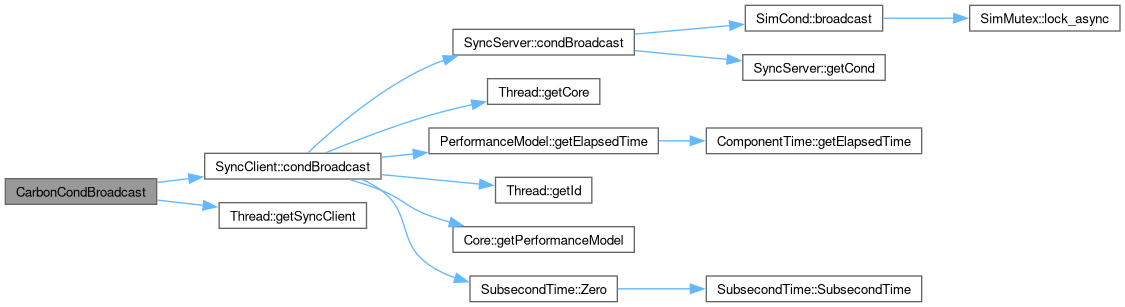 CarbonCondBroadcast
SyncClient::condBroadcast
Thread::getSyncClient
SyncServer::condBroadcast
Thread::getCore
PerformanceModel::getElapsedTime
Thread::getId
Core::getPerformanceModel
SubsecondTime::Zero
SimCond::broadcast
SyncServer::getCond
ComponentTime::getElapsedTime
SubsecondTime::SubsecondTime
SimMutex::lock_async